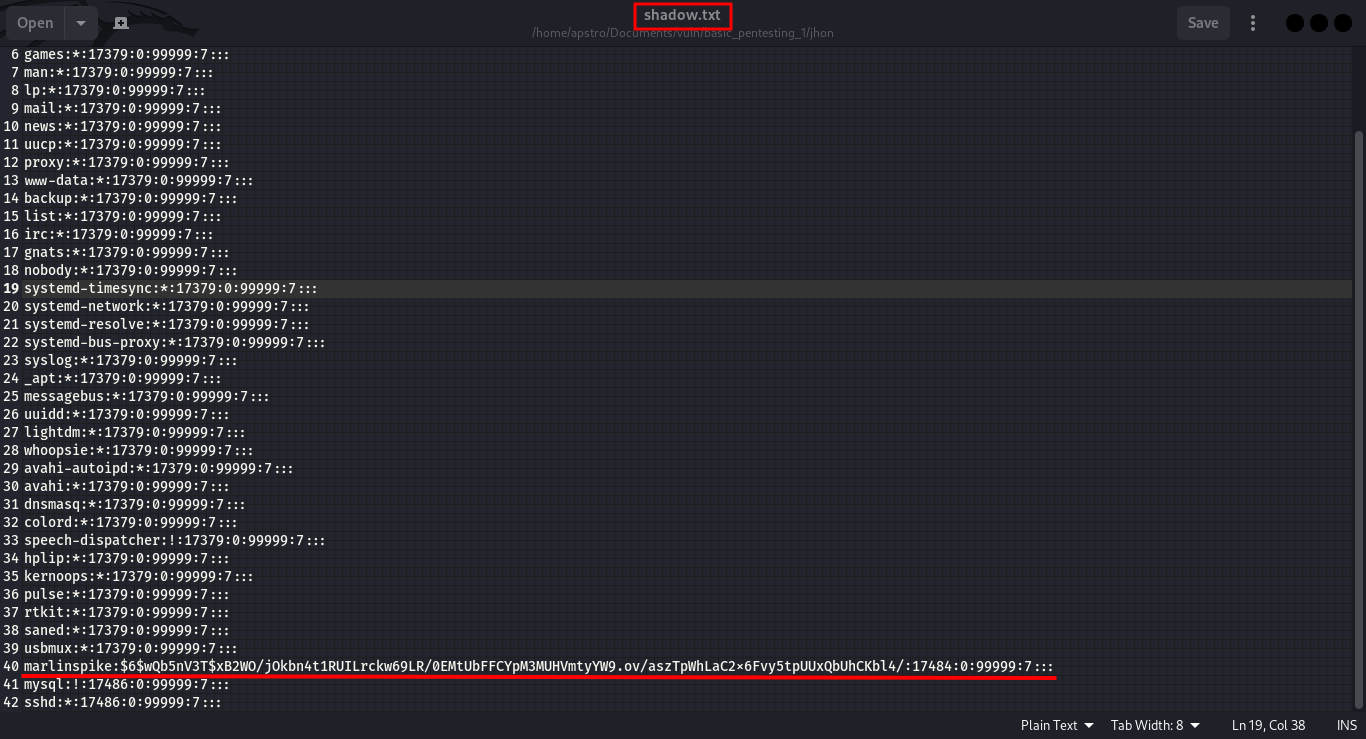 Open
shadow.txt
/home/apstro/Documents/vuln/basic_pentesting_1/jhon
Save
6 games:*:17379:0:99999:7:::
7 man:*:17379:0:99999:7:::
8 lp:*:17379:0:99999:7:::
9 mail:*:17379:0:99999:7:::
10 news:*:17379:0:99999:7:::
11 uucp:*:17379:0:99999:7:::
12 proxy:*:17379:0:99999:7:::
13 www-data:*:17379:0:99999:7:::
14 backup:*:17379:0:99999:7:::
15 list:*:17379:0:99999:7:::
16 irc:*:17379:0:99999:7:::
17 gnats:*:17379:0:99999:7:::
18 nobody:*:17379:0:99999:7:::
19 systemd-timesync:*:17379:0:99999:7:::
20 systemd-network:*:17379:0:99999:7:::
21 systemd-resolve:*:17379:0:99999:7:::
22 systemd-bus-proxy:*:17379:0:99999:7:::
23 syslog:*:17379:0:99999:7:::
24 _apt:*:17379:0:99999:7:::
25 messagebus:*:17379:0:99999:7:::
26 uuidd:*:17379:0:99999:7:::
27 lightdm:*:17379:0:99999:7:::
28 whoopsie:*:17379:0:99999:7:::
29 avahi-autoipd:*:17379:0:99999:7:::
30 avahi:*:17379:0:99999:7:::
31 dnsmasq:*:17379:0:99999:7:::
32 colord:*:17379:0:99999:7:::
33 speech-dispatcher:!:17379:0:99999:7:::
34 hplip:*:17379:0:99999:7:::
35 kernoops:*:17379:0:99999:7:::
36 pulse:*:17379:0:99999:7:::
37 rtkit:*:17379:0:99999:7:::
38 saned:*:17379:0:99999:7:::
39 usbmux:*:17379:0:99999:7:::
40 marlinspike:$6$wQb5nV3T$xB2WO/jOkbn4t1RUILrckw69LR/0EMtUbFFCYpM3MUHVmtyYW9.ov/aszTpWhLaC2×6Fvy5tpUUxQbUhCKbl4/:17484:0:99999:7:::
41 mysql:!:17486:0:99999:7:::
42 sshd:*:17486:0:99999:7:::
Plain Text Tab Width: 8 Ln 19, Col 38 INS